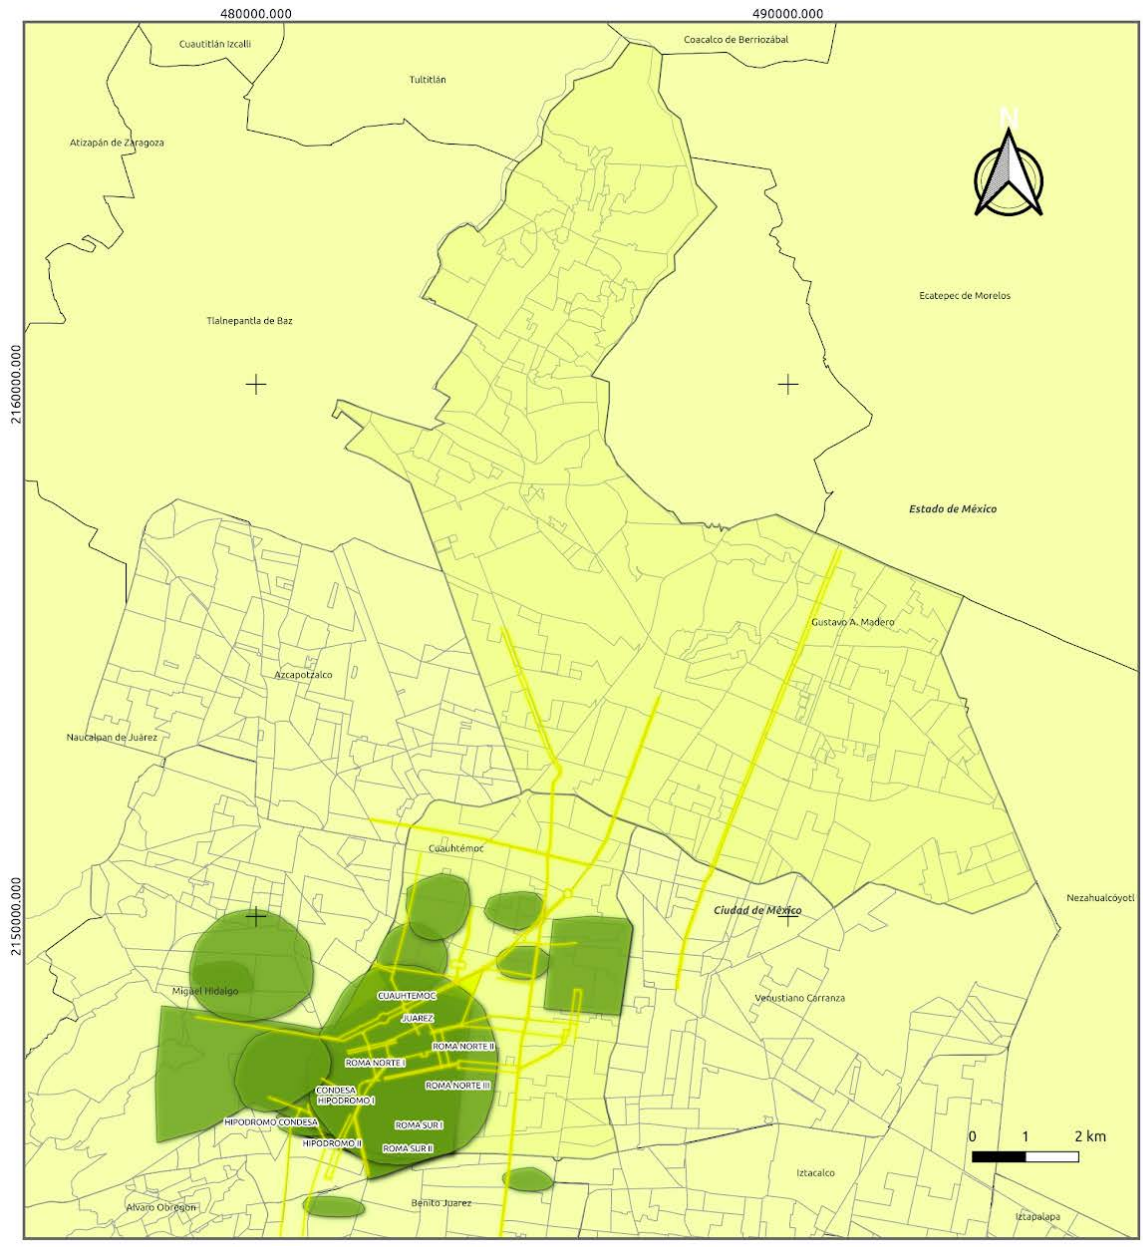 480000.000
490000.000
Cuautitlán Izcalli
Coacalco de Berriozábal
Tultitlán
N
Atizapán de Zaragoza
Ecatepec de Morelos
Tlalnepantla de Baz
2160000.000
Estado de México
Gustavo A. Madero
Azcapotzalco
Naucalpan de Juárez
Cuauhtémoc
Nezahualcóyotl
Ciudad de México
2150000.000
Miguel Hidalgo
CUAUHTEMOC
Venustiano Carranza
JUAREZ
ROMA NORTE II
ROMA NORTE I
ROMA NORTE III
CONDESA
HIPODROMO I
HIPODROMO CONDESA
ROMA SUR I
0 1 2 km
HIPODROMO II
ROMA SUR II
Iztacalco
Benito Juarez
Alvaro Obregón
Iztapalapa